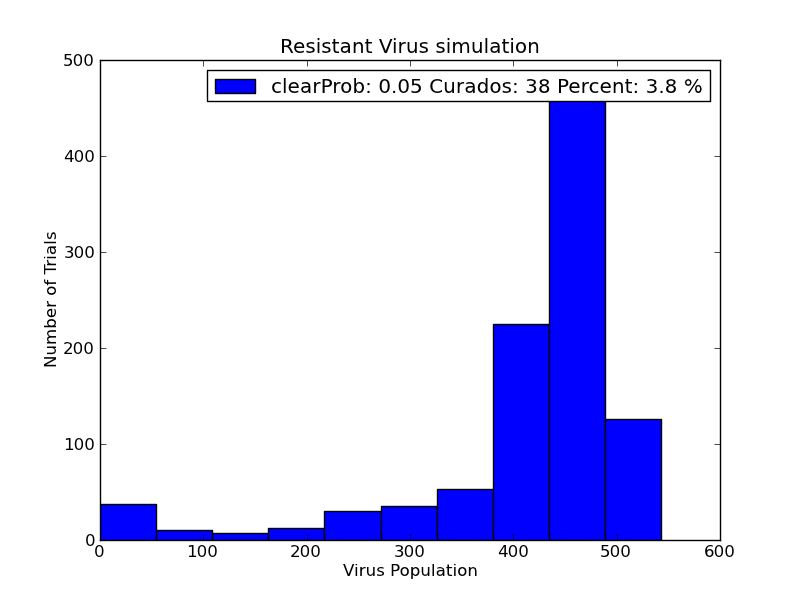 Resistant Virus simulation
clearProb: 0.05 Curados: 38 Percent: 3.8 %
500
400
300
200
100
0
Number of Trials
0 100 200 300 400 500 600
Virus Population